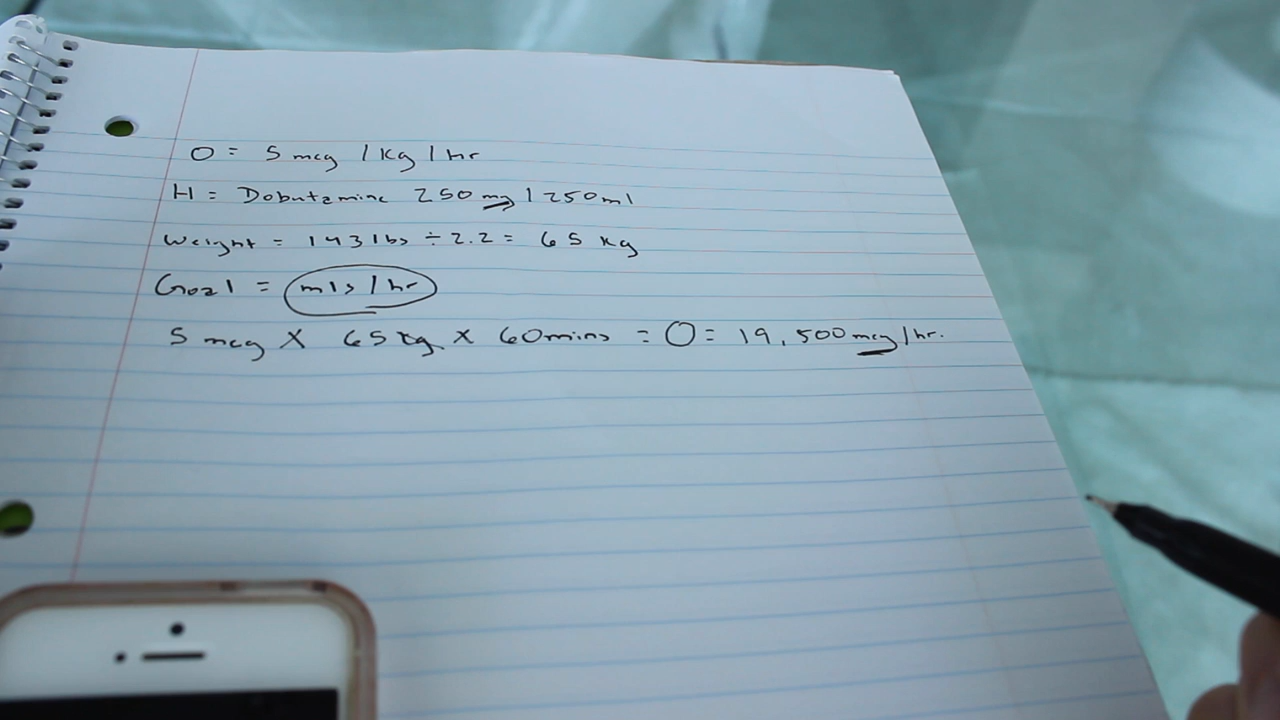 O = 5 mcg / Kg / hr
H = Dobutamine 250 mg / 250 ml
Weight = 143 lbs ÷ 2.2 = 65 kg
Goal = mls / hr
5 mcg X 65 kg X 60 mins = O = 19,500 mcg / hr.